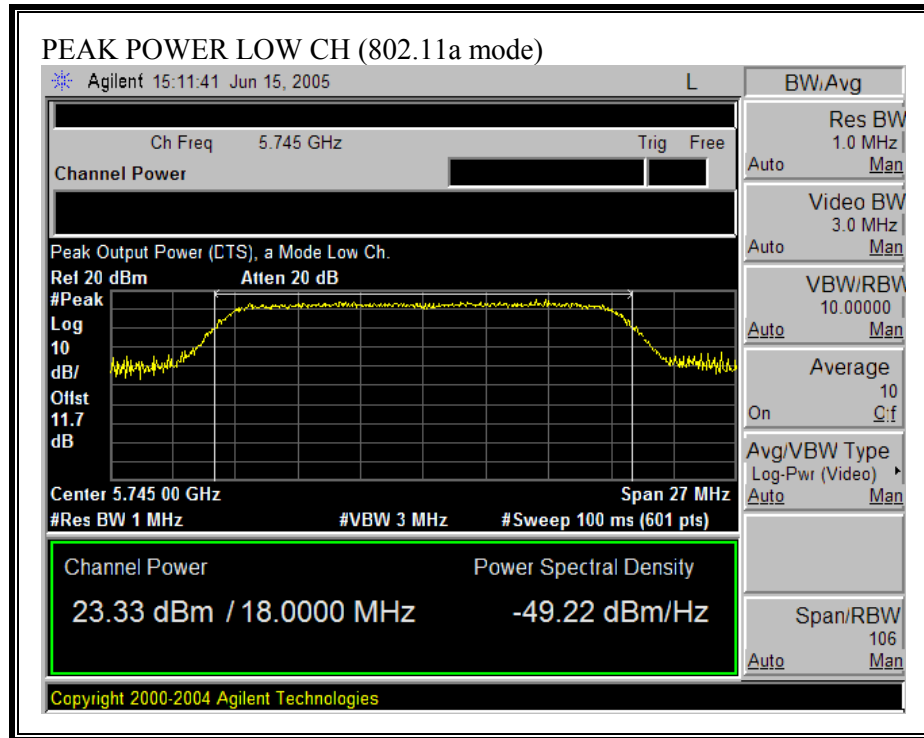 PEAK POWER LOW CH (802.11a mode)
Agilent 15:11:41 Jun 15, 2005 L
BW/Avg
Ch Freq 5.745 GHz Trig Free
Channel Power
Peak Output Power (DTS), a Mode Low Ch.
Ref 20 dBm Atten 20 dB
#Peak
Log
10
dB/
Offst
11.7
dB
Center 5.745 00 GHz Span 27 MHz
#Res BW 1 MHz #VBW 3 MHz #Sweep 100 ms (601 pts)
Channel Power Power Spectral Density
23.33 dBm / 18.0000 MHz -49.22 dBm/Hz
Copyright 2000-2004 Agilent Technologies
Res BW
1.0 MHz
Auto Man
Video BW
3.0 MHz
Auto Man
VBW/RBW
10.00000
Auto Man
Average
10
On Off
Avg/VBW Type
Log-Pwr (Video)
Auto Man
Span/RBW
106
Auto Man